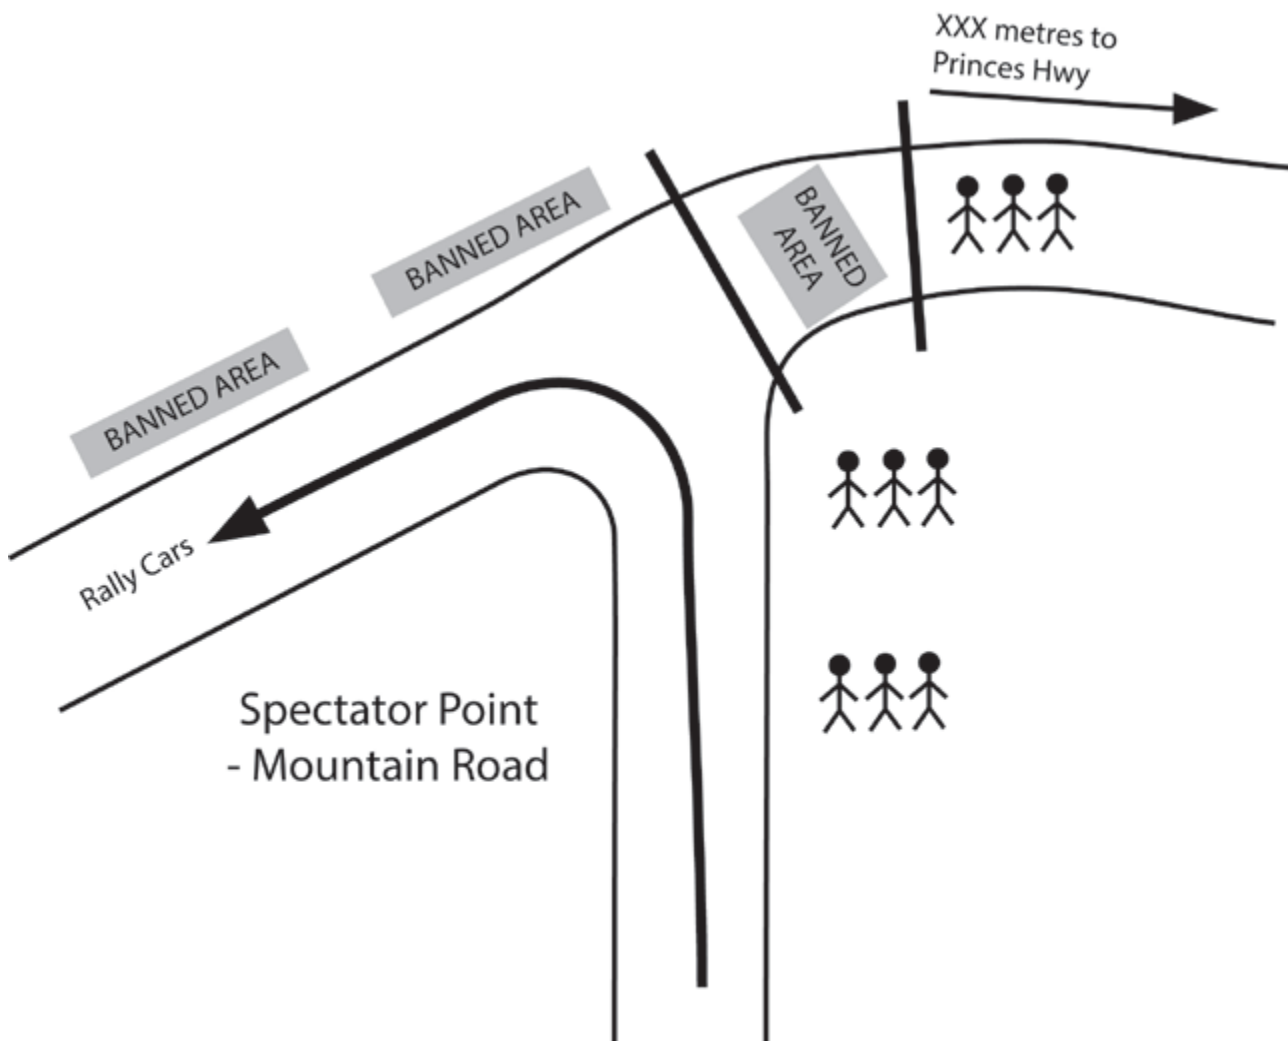 XXX metres to
Princes Hwy
BANNED AREA
BANNED
AREA
BANNED AREA
Rally Cars
Spectator Point
- Mountain Road